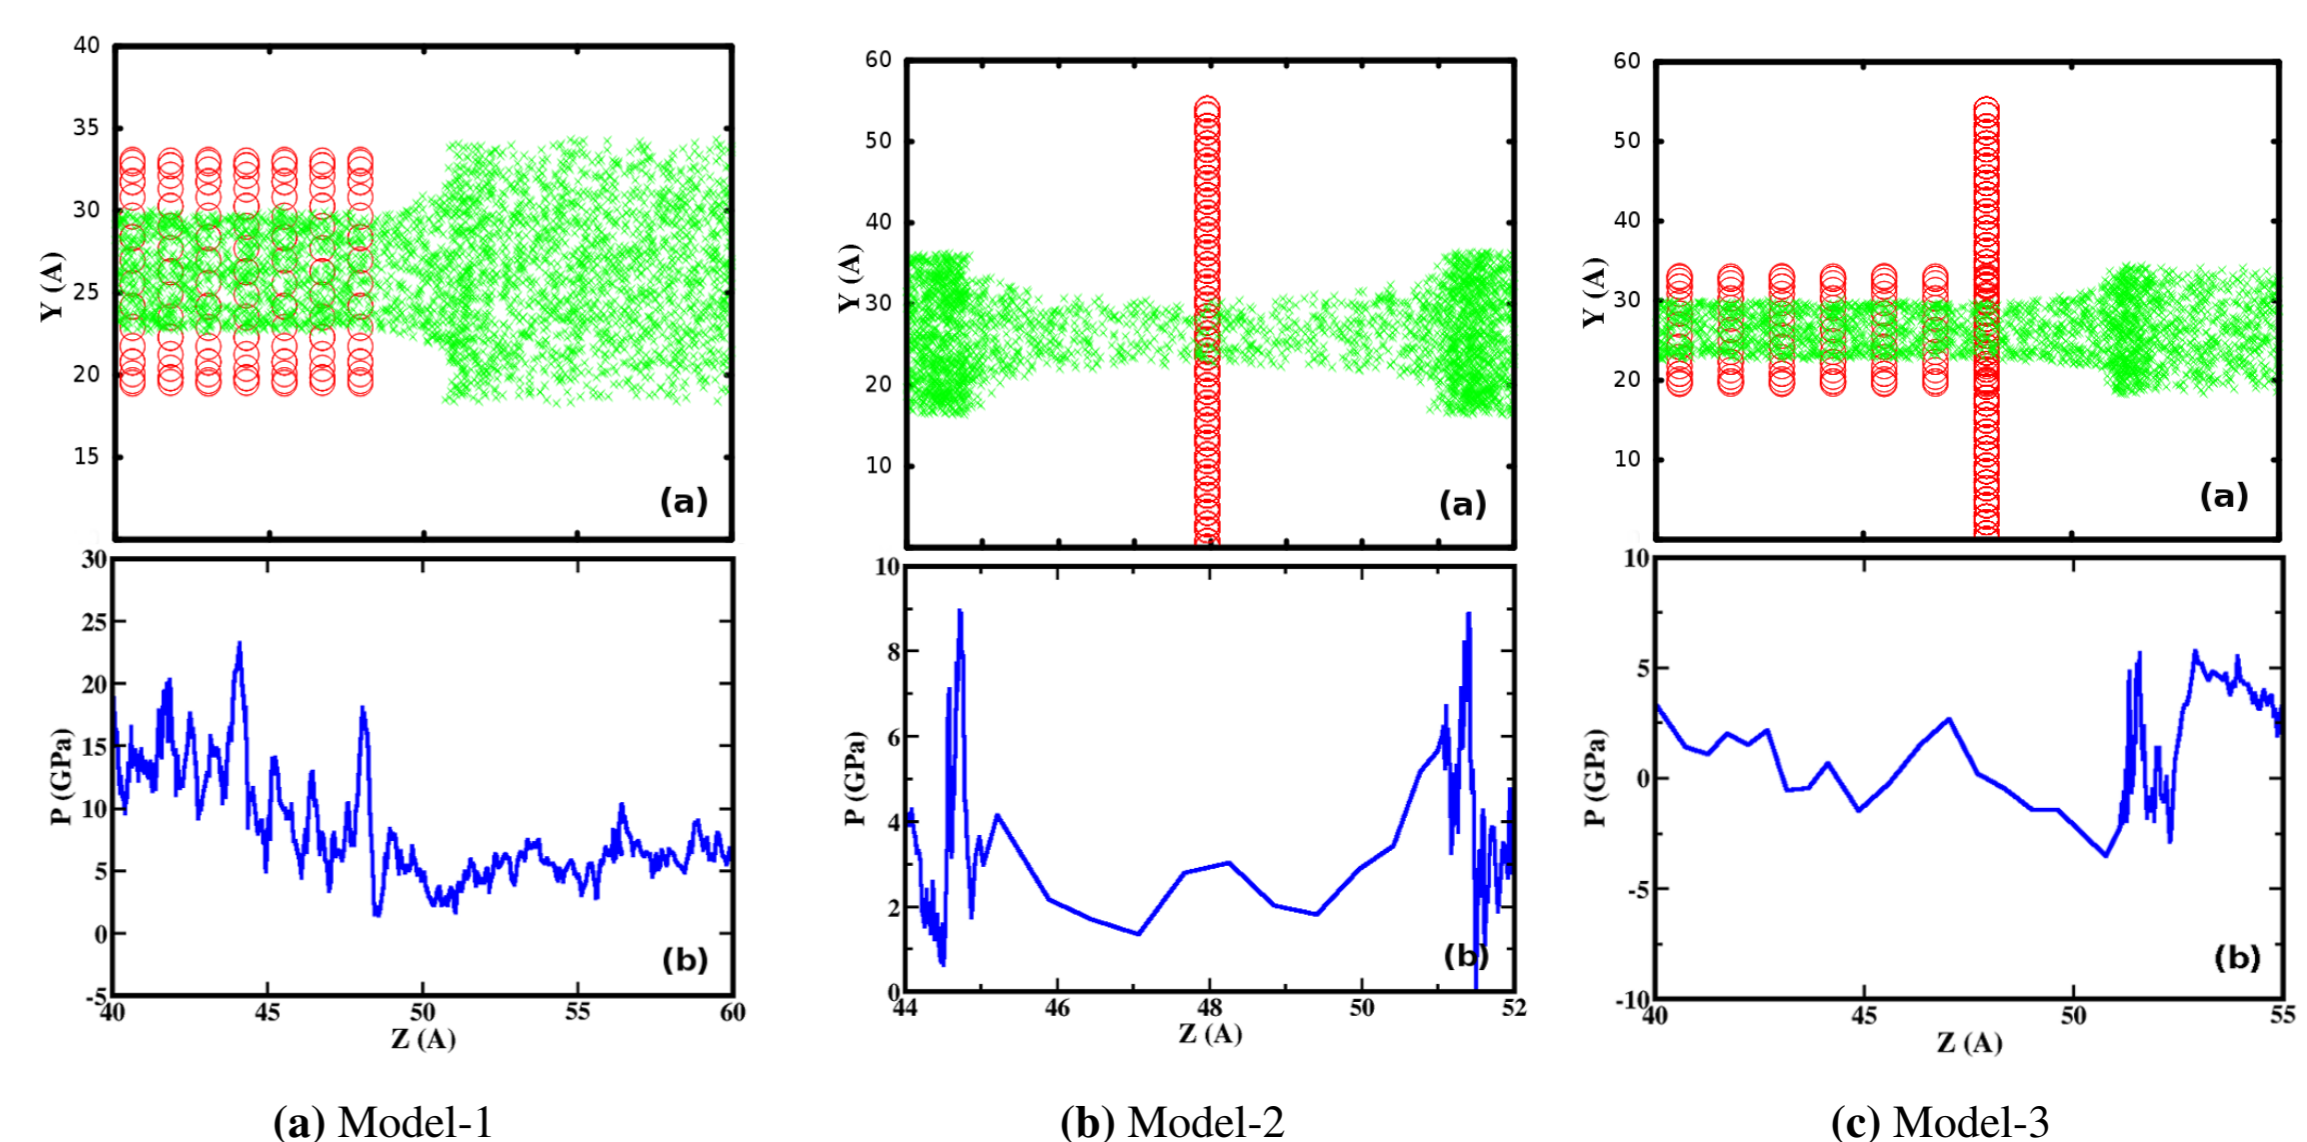 40
35
30
25
20
15
Y (A)
(a)
30
25
20
15
10
5
0
-5
P (GPa)
(b)
40 45 50 55 60
Z (A)
60
50
40
30
20
10
Y (A)
(a)
10
8
6
4
2
0
P (GPa)
(b)
44 46 48 50 52
Z (A)
60
50
40
30
20
10
Y (A)
(a)
10
5
0
-5
-10
P (GPa)
(b)
40 45 50 55
Z (A)
(a) Model-1
(b) Model-2
(c) Model-3